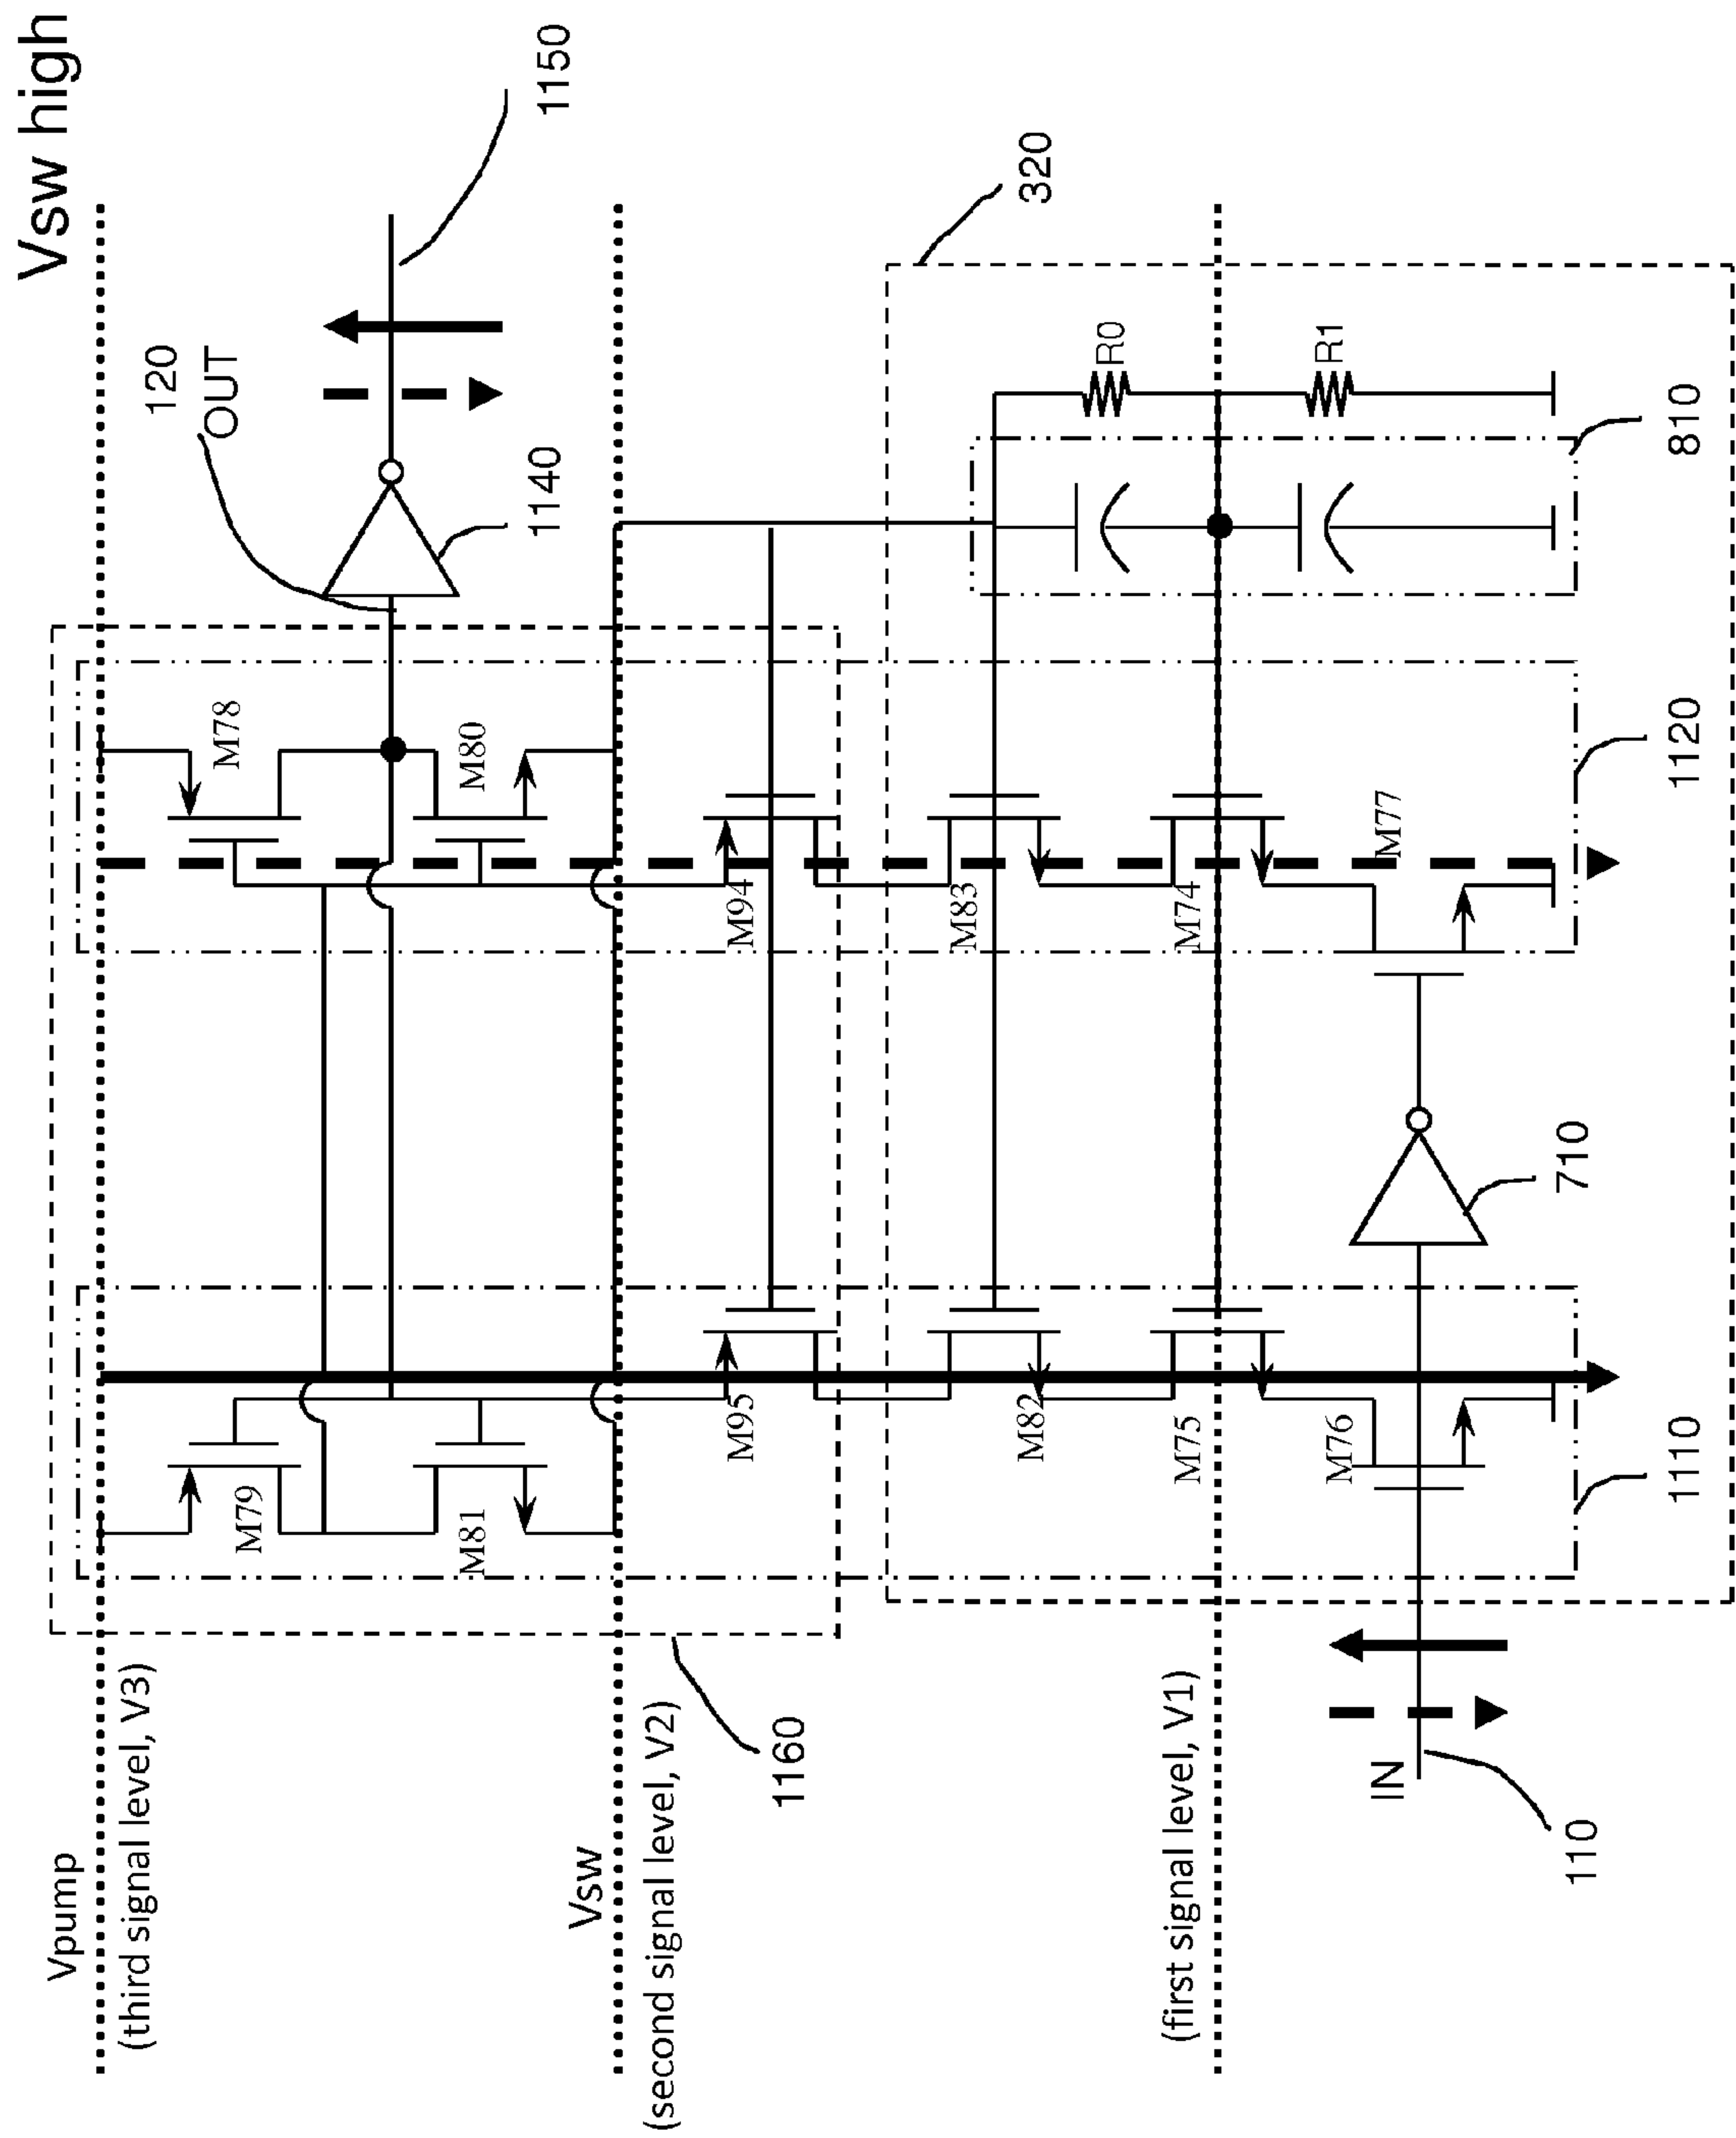 Vsw high
Vpump
(third signal level, V3)
Vsw
(second signal level, V2)
(first signal level, V1)
1160
IN
110
M79
M81
M95
M82
M75
M76
1110
710
M78
M80
M94
M83
M74
M77
1120
120
OUT
1140
1150
320
R0
R1
810